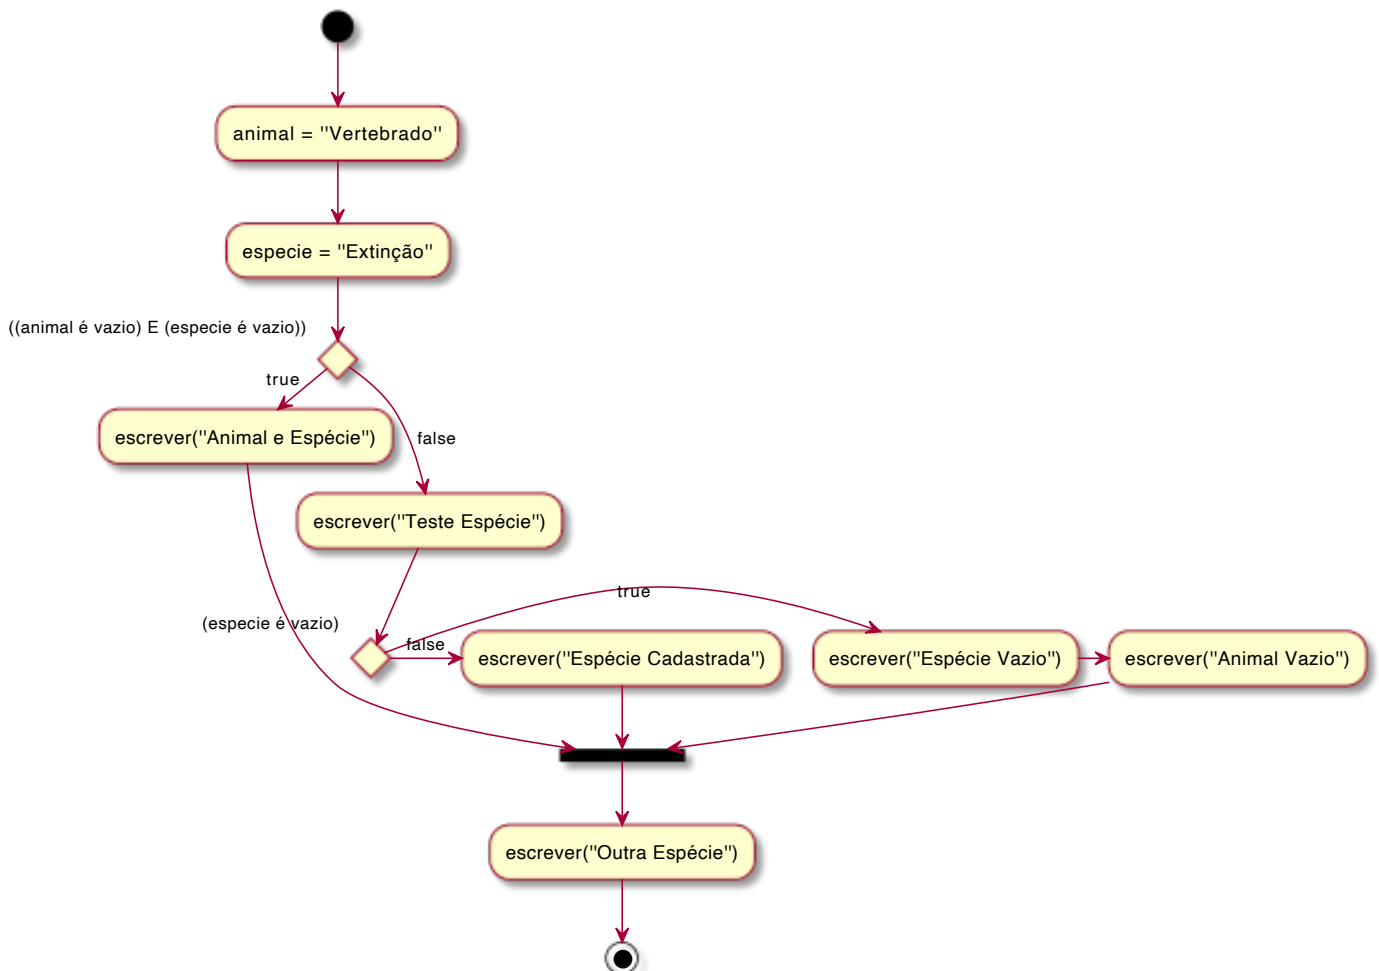 animal = "Vertebrado"
especie = "Extinção"
((animal é vazio) E (especie é vazio))
true
escrever("Animal e Espécie")
false
escrever("Teste Espécie")
true
(especie é vazio)
false
escrever("Espécie Cadastrada")
escrever("Espécie Vazio")
escrever("Animal Vazio")
escrever("Outra Espécie")